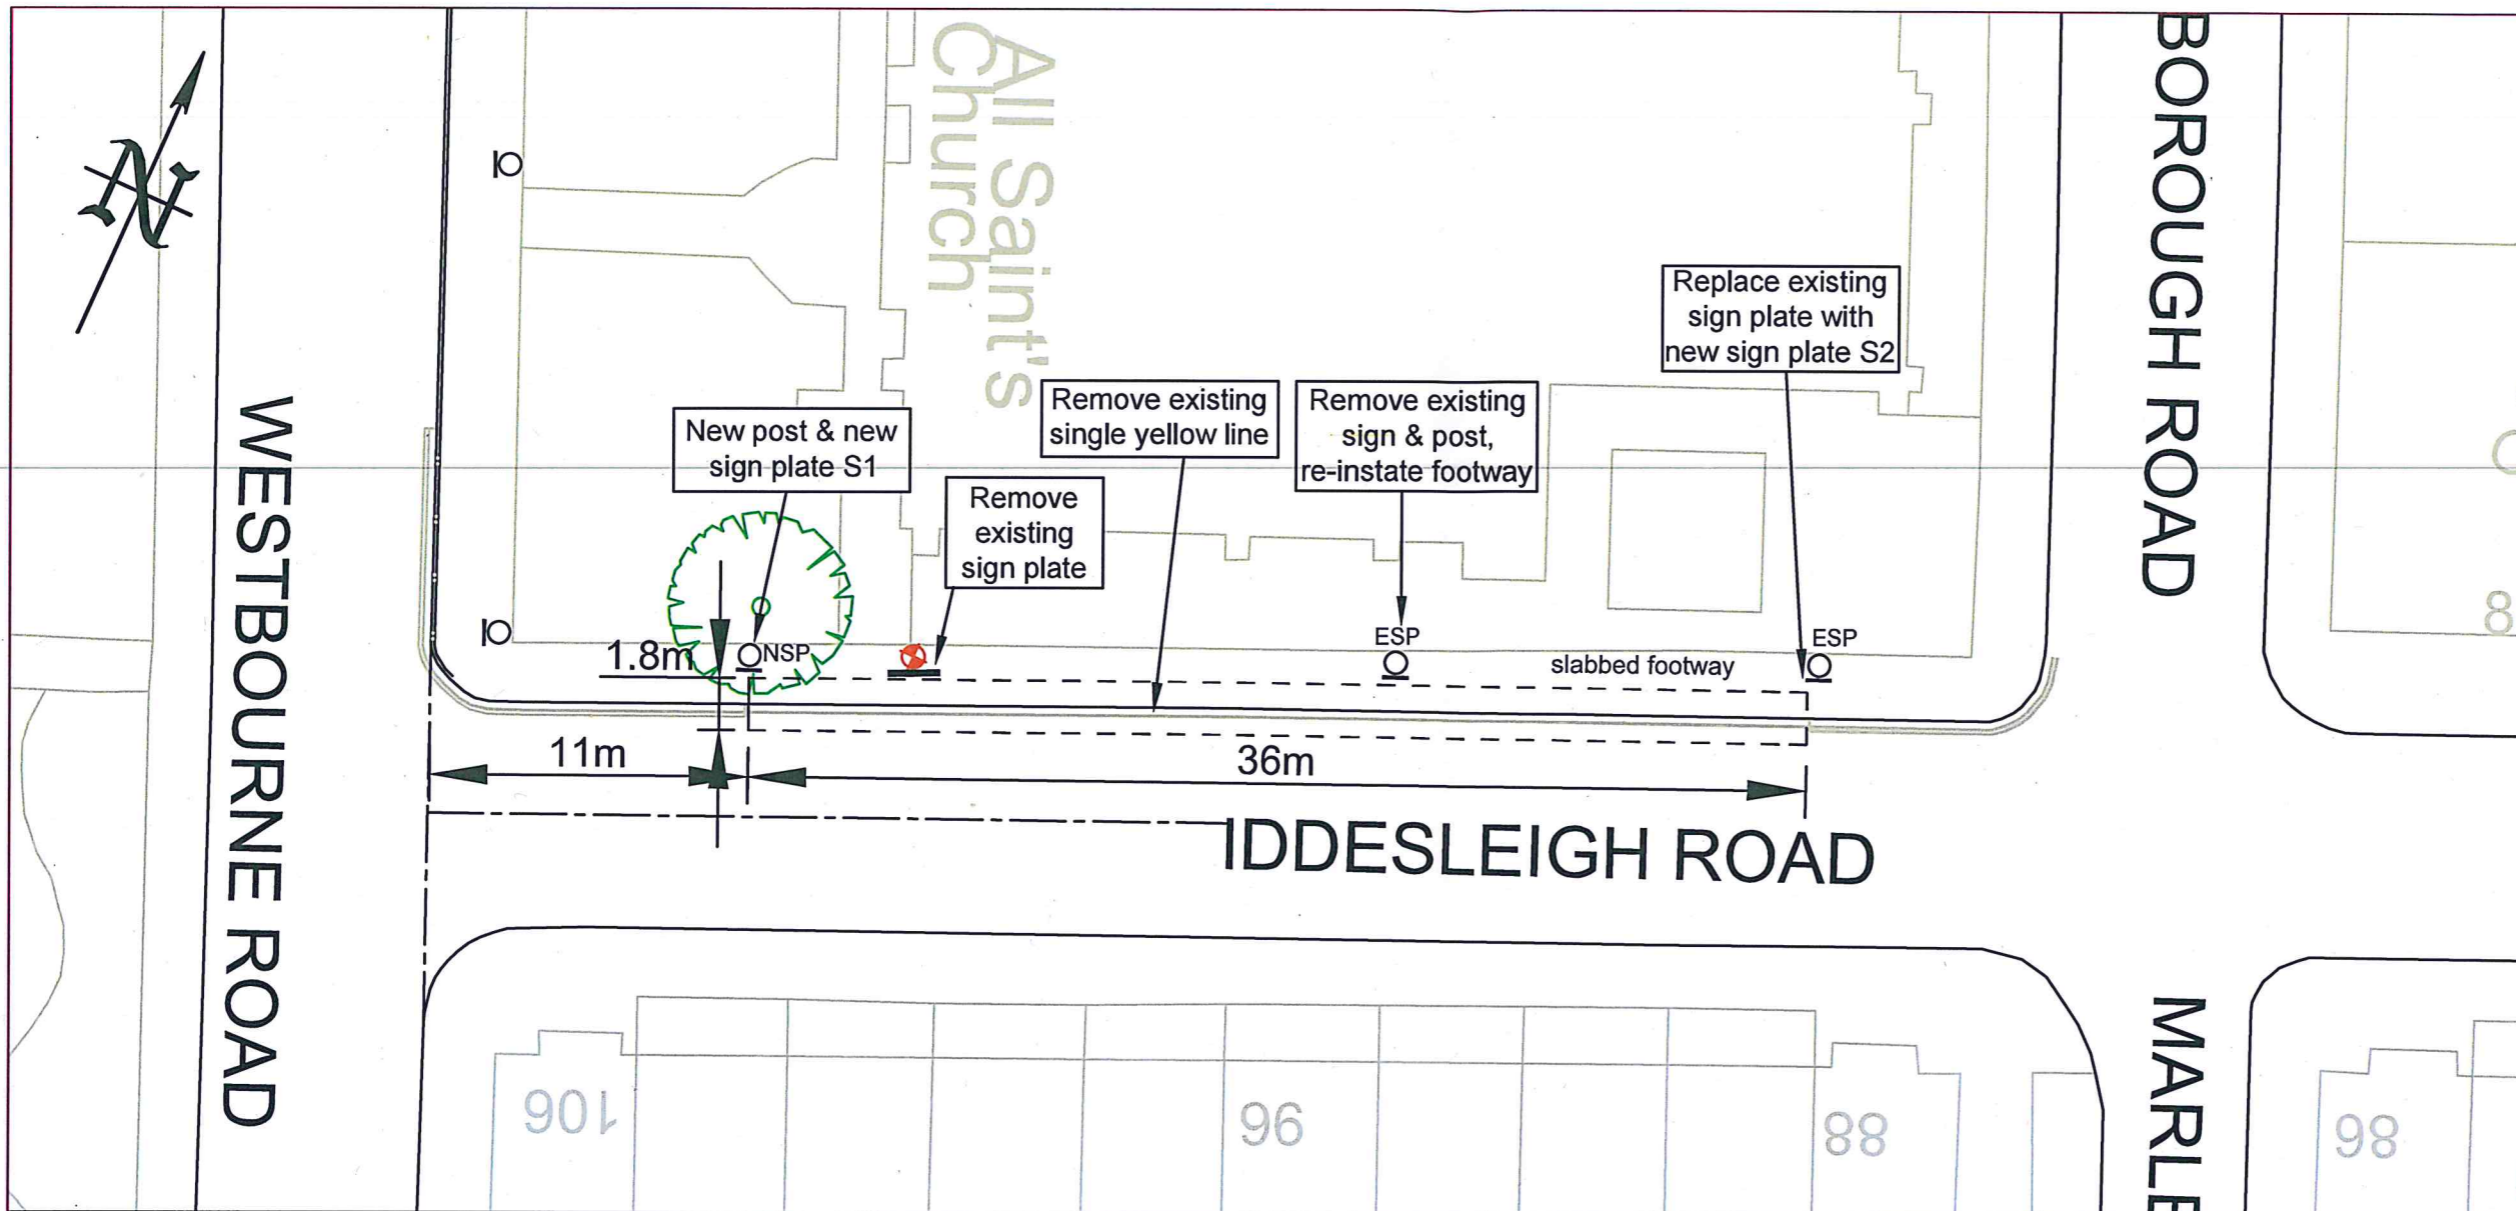 N
All Saint's
Church
BOROUGH ROAD
Replace existing
sign plate with
new sign plate S2
Remove existing
single yellow line
Remove existing
sign & post,
re-instate footway
New post & new
sign plate S1
Remove
existing
sign plate
WESTBOURNE ROAD
1.8m
NSP
ESP
slabbed footway
ESP
11m
36m
IDDESLEIGH ROAD
106
96
88
86
8
MARLE